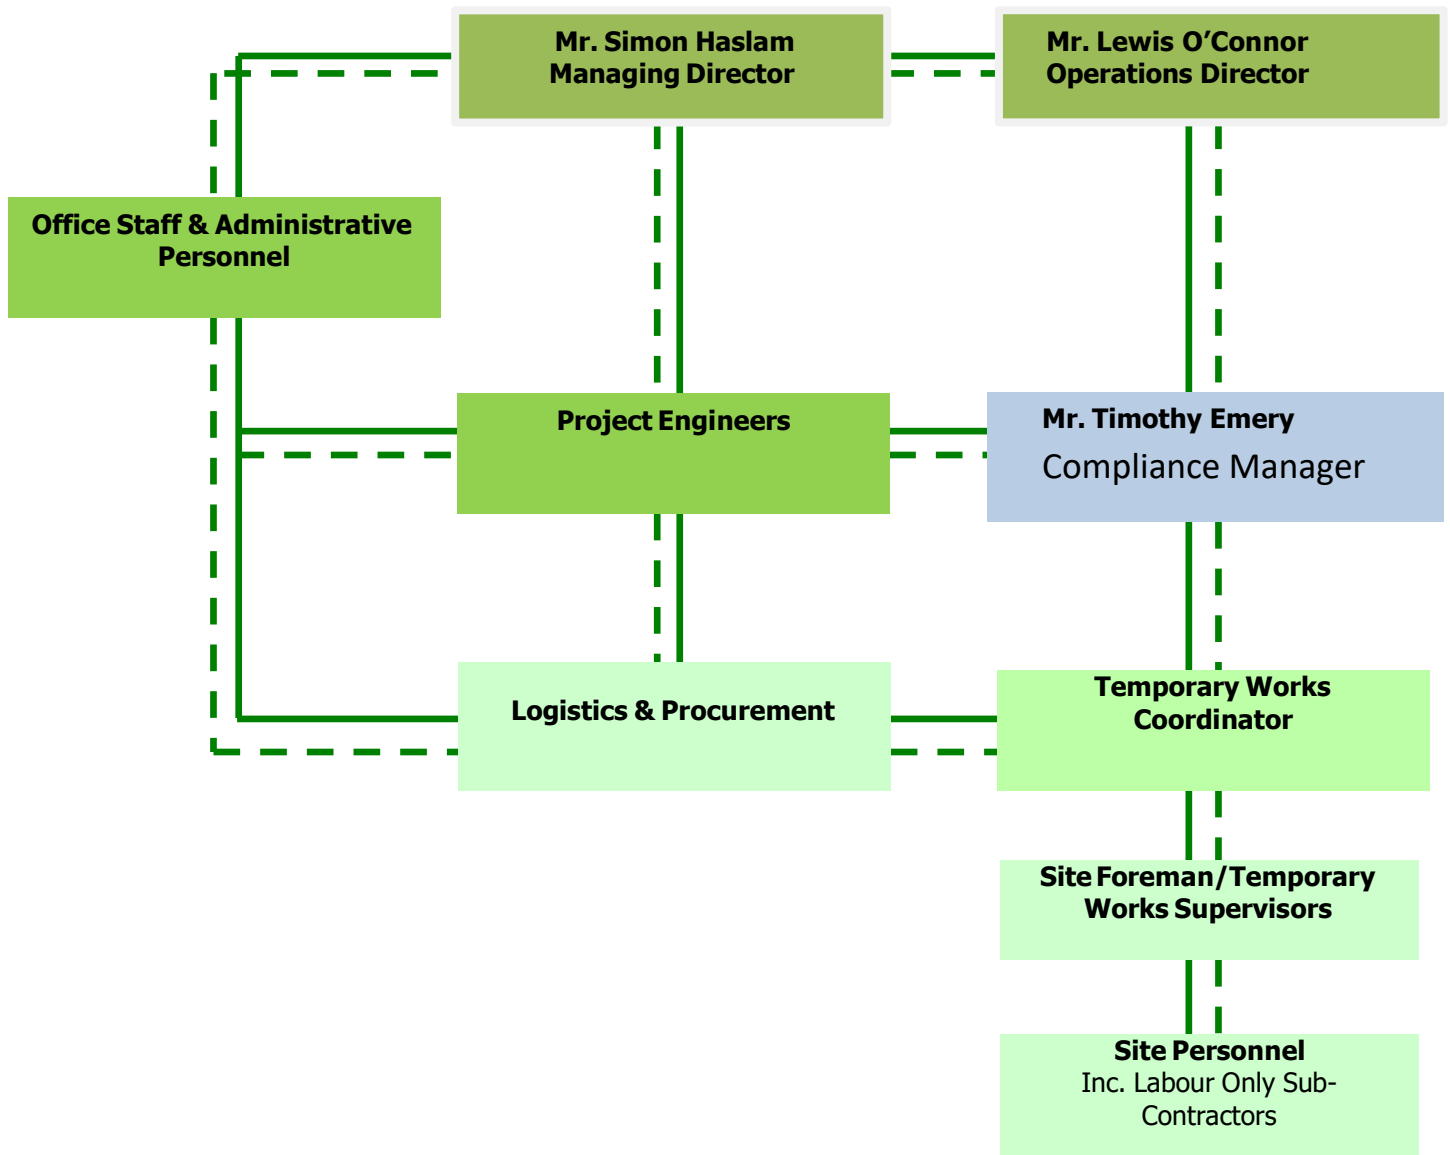 Mr. Simon Haslam
Managing Director
Mr. Lewis O’Connor
Operations Director
Office Staff & Administrative
Personnel
Project Engineers
Mr. Timothy Emery
Compliance Manager
Logistics & Procurement
Temporary Works
Coordinator
Site Foreman/Temporary
Works Supervisors
Site Personnel
Inc. Labour Only Sub-
Contractors